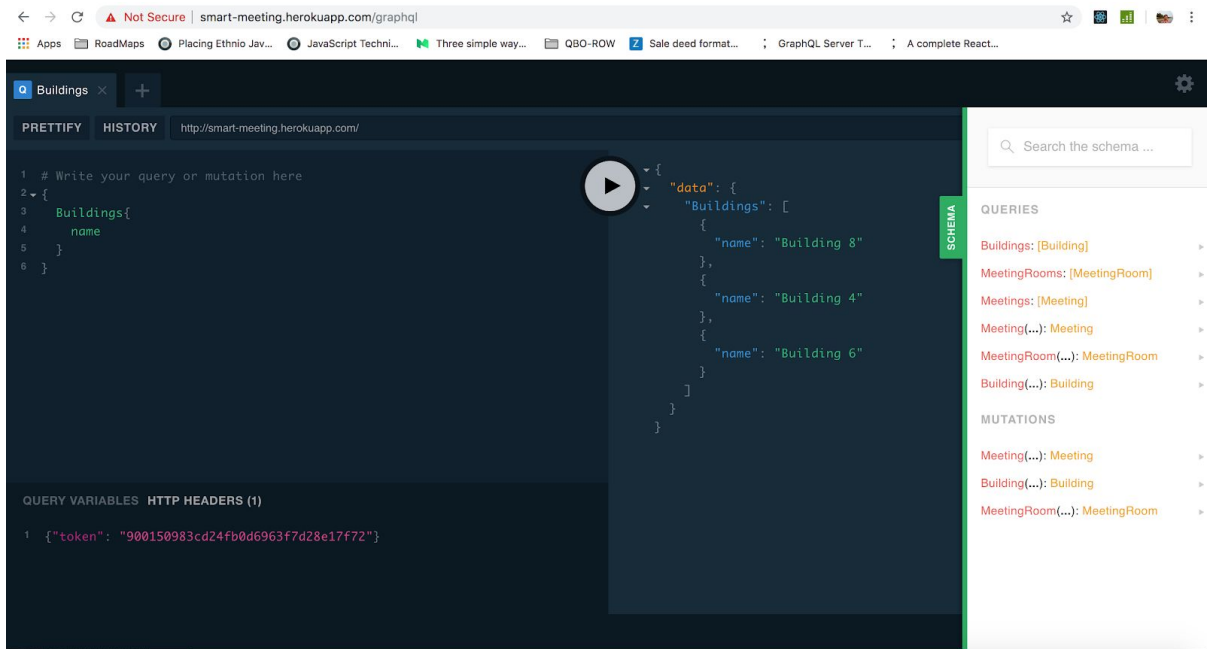 Not Secure | smart-meeting.herokuapp.com/graphql
Apps RoadMaps Placing Ethnio Jav... JavaScript Techni... Three simple way... QBO-ROW Z Sale deed format... GraphQL Server T... A complete React...
Q Buildings × +
PRETTIFY HISTORY http://smart-meeting.herokuapp.com/
1 # Write your query or mutation here
2 {
3 Buildings{
4 name
5 }
6 }
QUERY VARIABLES HTTP HEADERS (1)
1 {"token": "900150983cd24fb0d6963f7d28e17f72"}
{
"data": {
"Buildings": [
{
"name": "Building 8"
},
{
"name": "Building 4"
},
{
"name": "Building 6"
}
]
}
}
SCHEMA
Search the schema ...
QUERIES
Buildings: [Building]
MeetingRooms: [MeetingRoom]
Meetings: [Meeting]
Meeting(...): Meeting
MeetingRoom(...): MeetingRoom
Building(...): Building
MUTATIONS
Meeting(...): Meeting
Building(...): Building
MeetingRoom(...): MeetingRoom